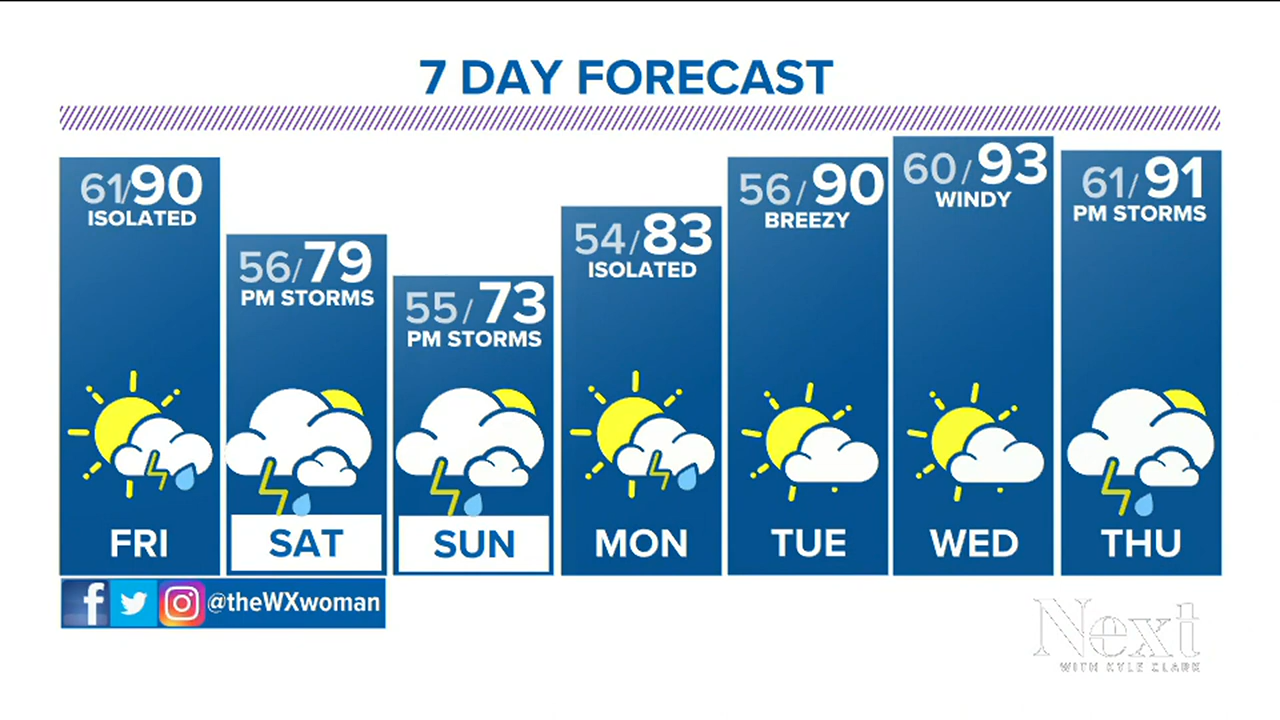 7 DAY FORECAST
61/90
ISOLATED
FRI
56/79
PM STORMS
SAT
55/73
PM STORMS
SUN
54/83
ISOLATED
MON
56/90
BREEZY
TUE
60/93
WINDY
WED
61/91
PM STORMS
THU
@theWXwoman
Next
WITH KYLE CLARK